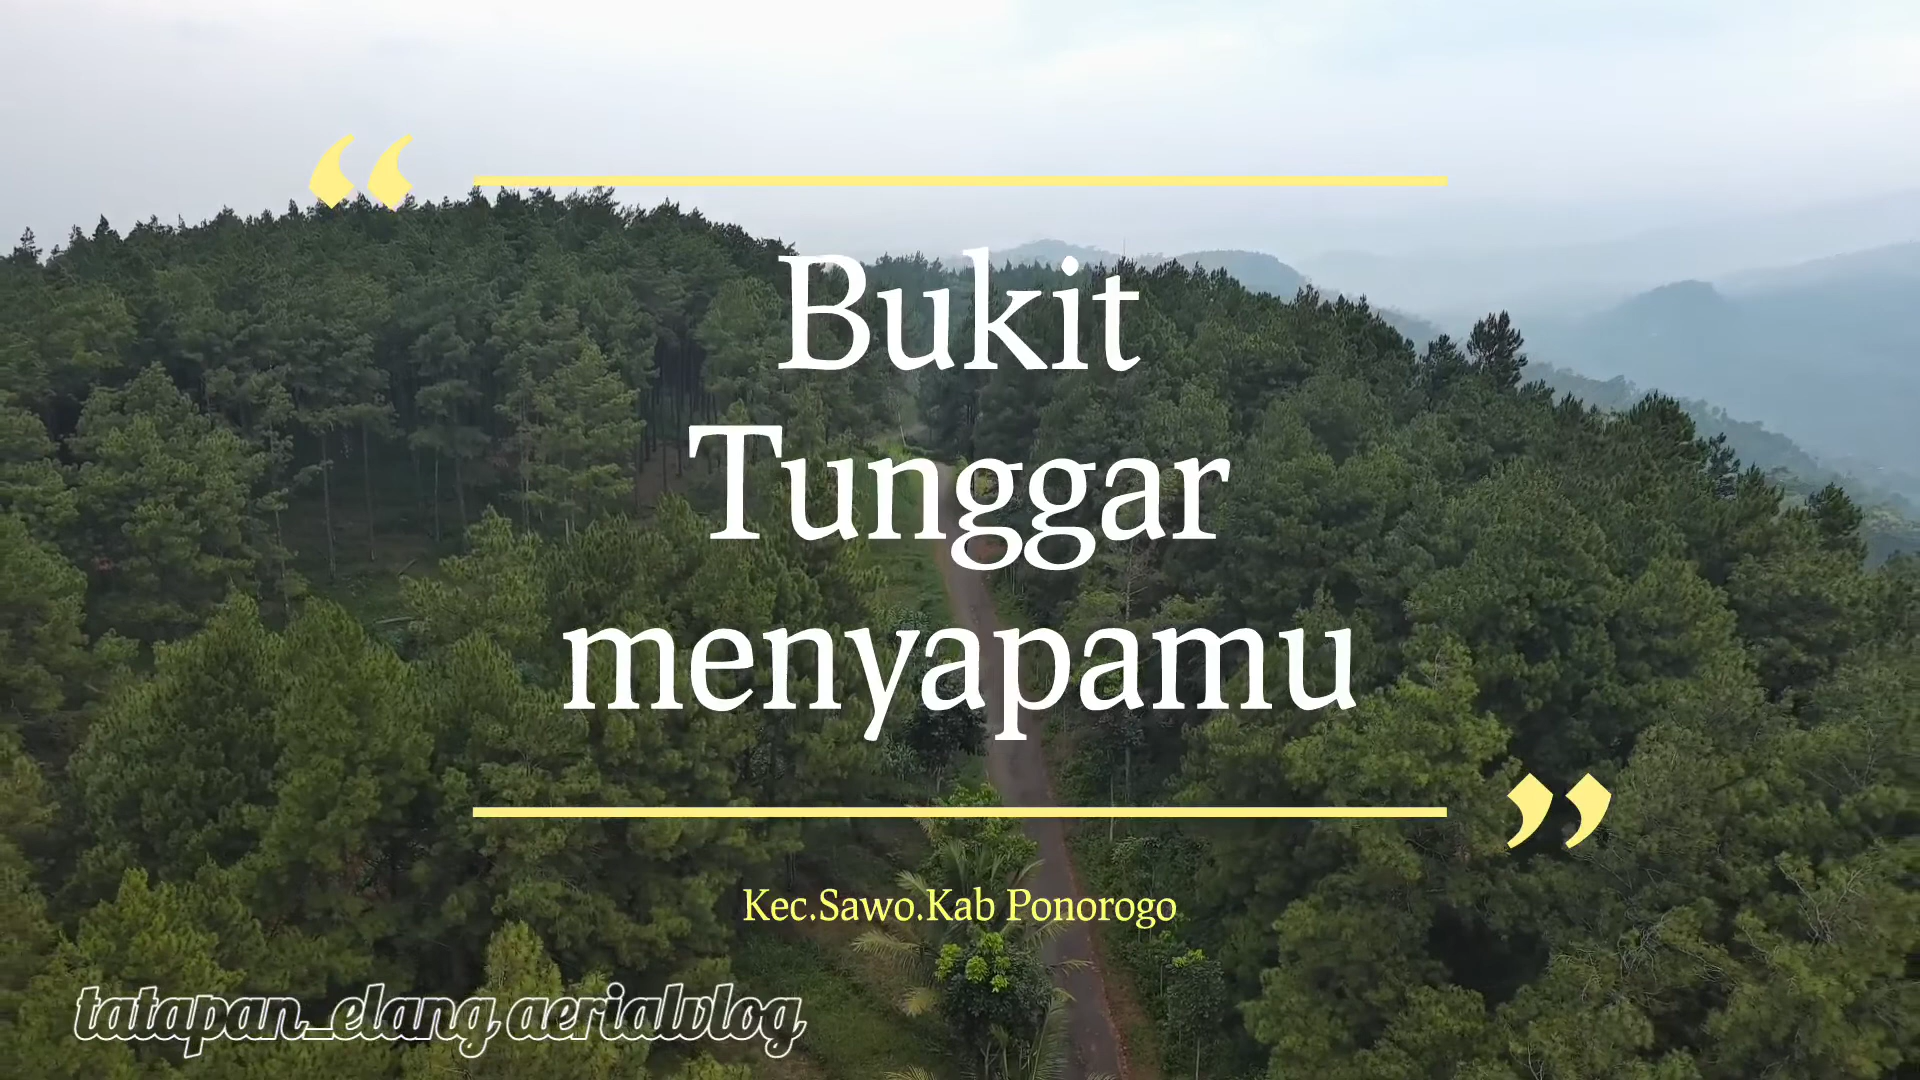 “
Bukit
Tunggar
menyapamu
”
Kec.Sawo.Kab Ponorogo
tatapan_elang aerialvlog